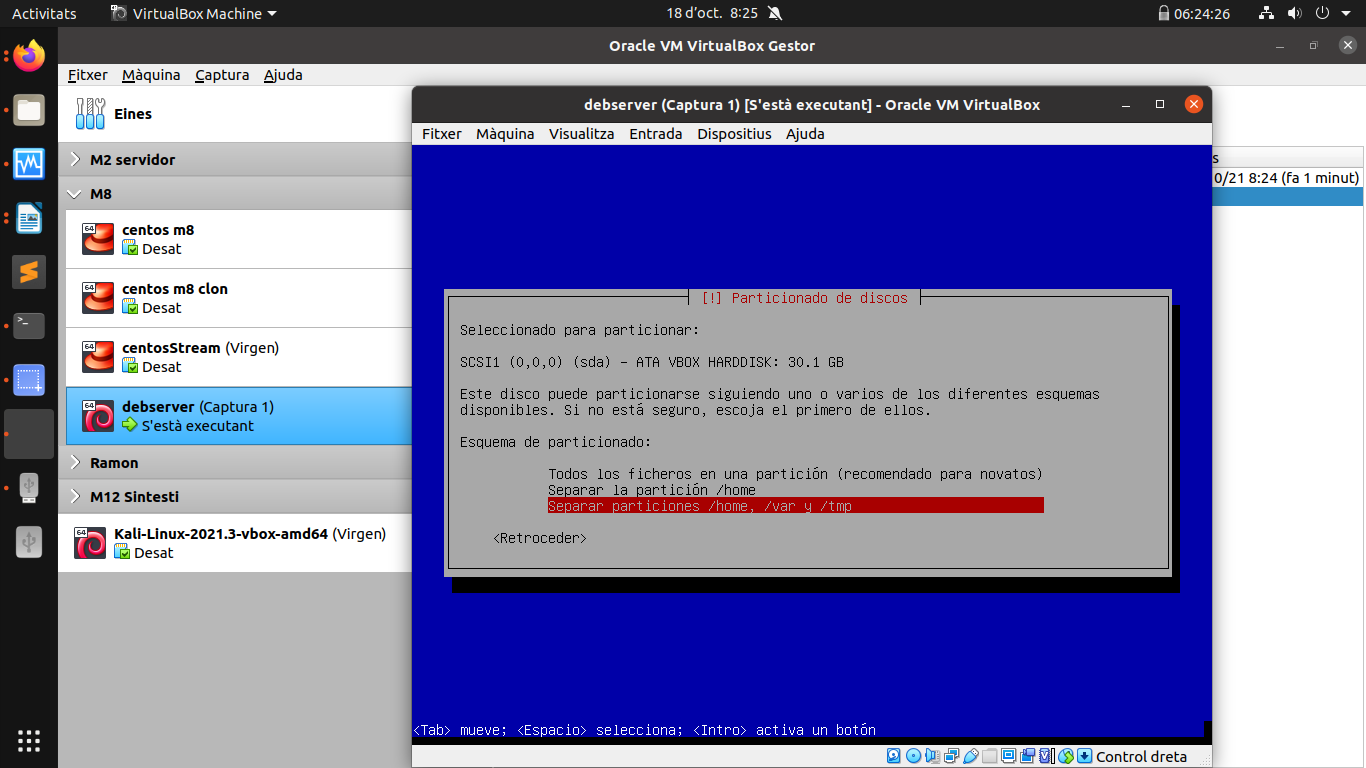 Activitats
VirtualBox Machine
18 d’oct. 8:25
06:24:26
Oracle VM VirtualBox Gestor
Fitxer Màquina Captura Ajuda
Eines
M2 servidor
M8
64
centos m8
Desat
64
centos m8 clon
Desat
64
centosStream (Virgen)
Desat
64
debserver (Captura 1)
S'està executant
Ramon
M12 Sintesti
64
Kali-Linux-2021.3-vbox-amd64 (Virgen)
Desat
s
0/21 8:24 (fa 1 minut)
debserver (Captura 1) [S'està executant] - Oracle VM VirtualBox
Fitxer Màquina Visualitza Entrada Dispositius Ajuda
[!] Particionado de discos
Seleccionado para particionar:
SCSI1 (0,0,0) (sda) - ATA VBOX HARDDISK: 30.1 GB
Este disco puede particionarse siguiendo uno o varios de los diferentes esquemas
disponibles. Si no está seguro, escoja el primero de ellos.
Esquema de particionado:
Todos los ficheros en una partición (recomendado para novatos)
Separar la partición /home
Separar particiones /home, /var y /tmp
<Retroceder>
<Tab> mueve; <Espacio> selecciona; <Intro> activa un botón
Control dreta